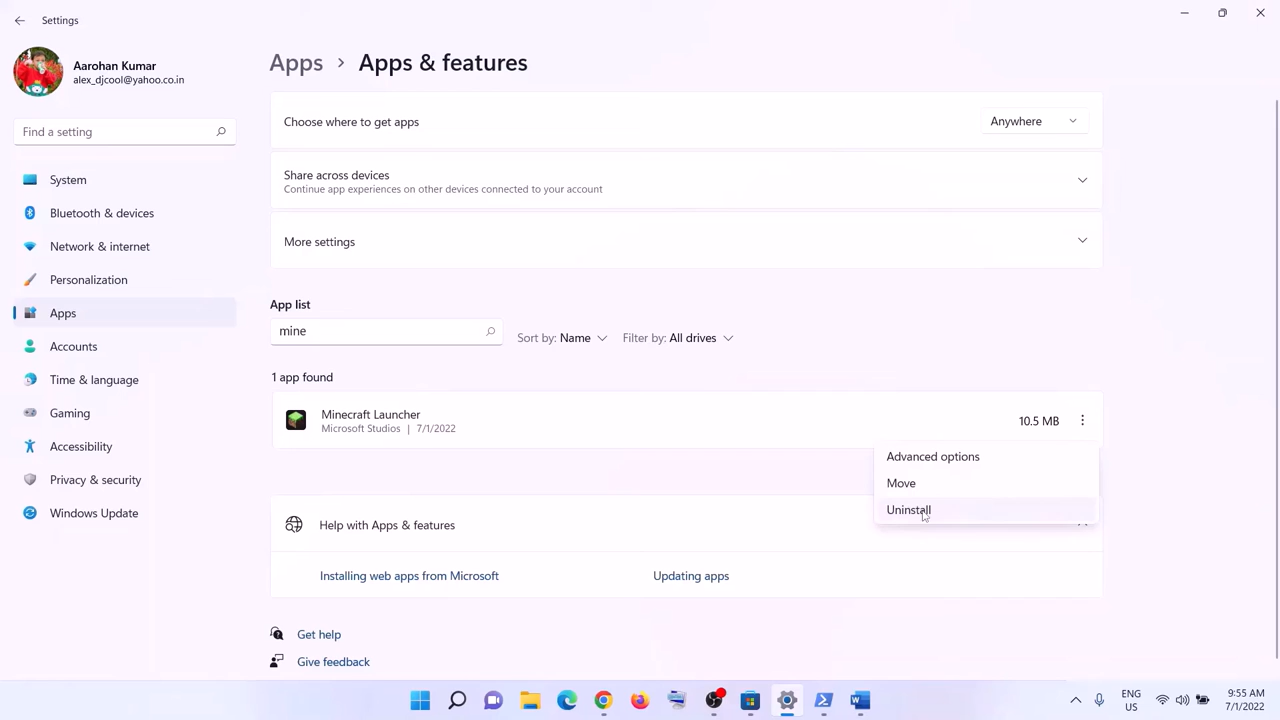 Settings
Aarohan Kumar
alex_djcool@yahoo.co.in
Find a setting
System
Bluetooth & devices
Network & internet
Personalization
Apps
Accounts
Time & language
Gaming
Accessibility
Privacy & security
Windows Update
Apps > Apps & features
Choose where to get apps
Anywhere
Share across devices
Continue app experiences on other devices connected to your account
More settings
App list
mine
Sort by: Name
Filter by: All drives
1 app found
Minecraft Launcher
Microsoft Studios | 7/1/2022
10.5 MB
Advanced options
Move
Uninstall
Help with Apps & features
Installing web apps from Microsoft
Updating apps
Get help
Give feedback
ENG
US
9:55 AM
7/1/2022